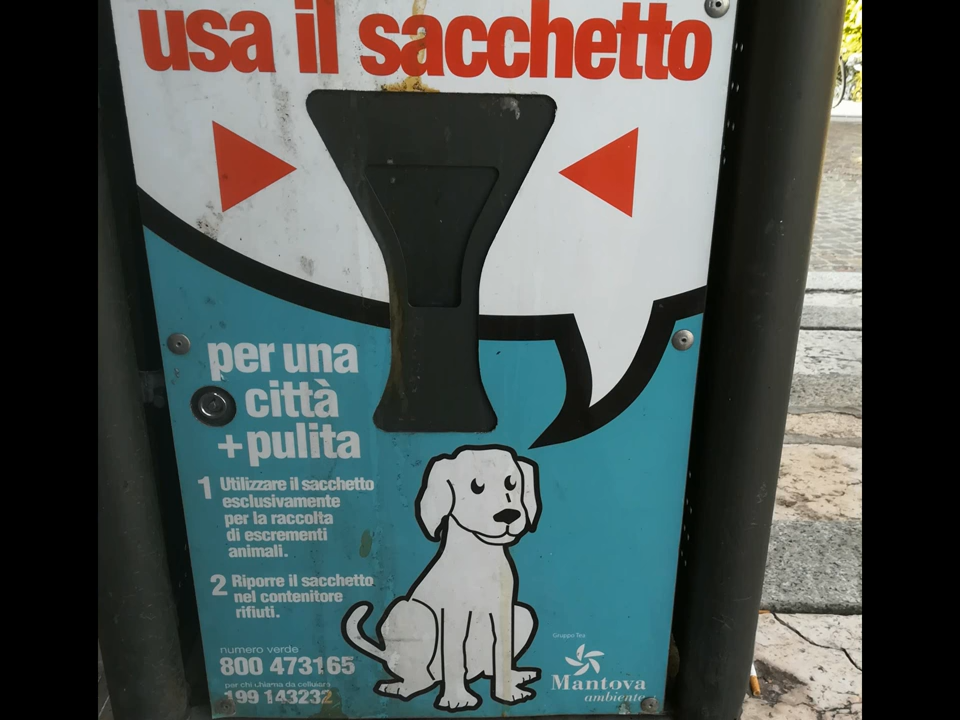 usa il sacchetto
per una
città
+pulita
1 Utilizzare il sacchetto
esclusivamente
per la raccolta
di escrementi
animali.
2 Riporre il sacchetto
nel contenitore
rifiuti.
numero verde
800 473165
per chi chiama da cellulare
199 143232
Gruppo Tea
Mantova
ambiente